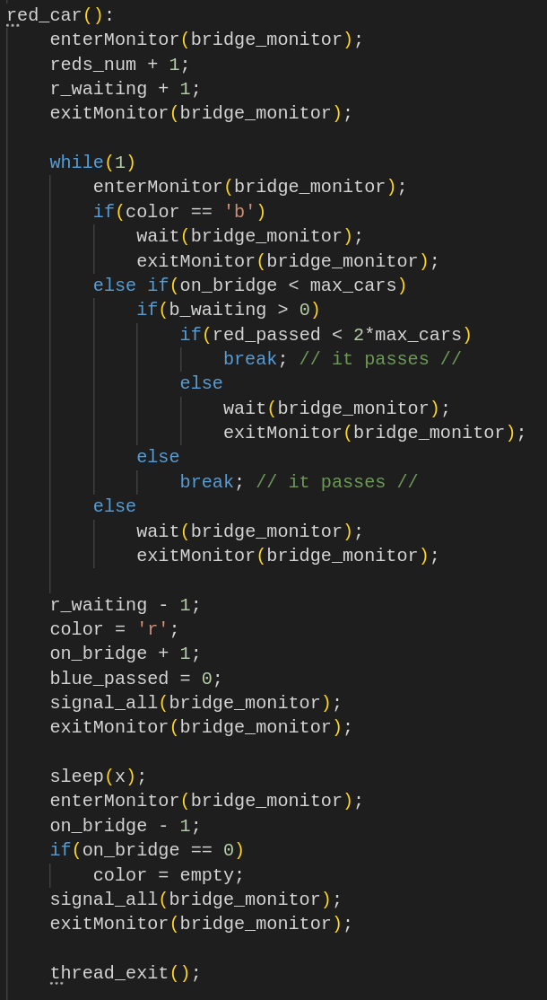 red_car():
    enterMonitor(bridge_monitor);
    reds_num + 1;
    r_waiting + 1;
    exitMonitor(bridge_monitor);

    while(1)
        enterMonitor(bridge_monitor);
        if(color == 'b')
            wait(bridge_monitor);
            exitMonitor(bridge_monitor);
        else if(on_bridge < max_cars)
            if(b_waiting > 0)
                if(red_passed < 2*max_cars)
                    break; // it passes //
                else
                    wait(bridge_monitor);
                    exitMonitor(bridge_monitor);
            else
                break; // it passes //
        else
            wait(bridge_monitor);
            exitMonitor(bridge_monitor);

    r_waiting - 1;
    color = 'r';
    on_bridge + 1;
    blue_passed = 0;
    signal_all(bridge_monitor);
    exitMonitor(bridge_monitor);

    sleep(x);
    enterMonitor(bridge_monitor);
    on_bridge - 1;
    if(on_bridge == 0)
        color = empty;
    signal_all(bridge_monitor);
    exitMonitor(bridge_monitor);

    thread_exit();